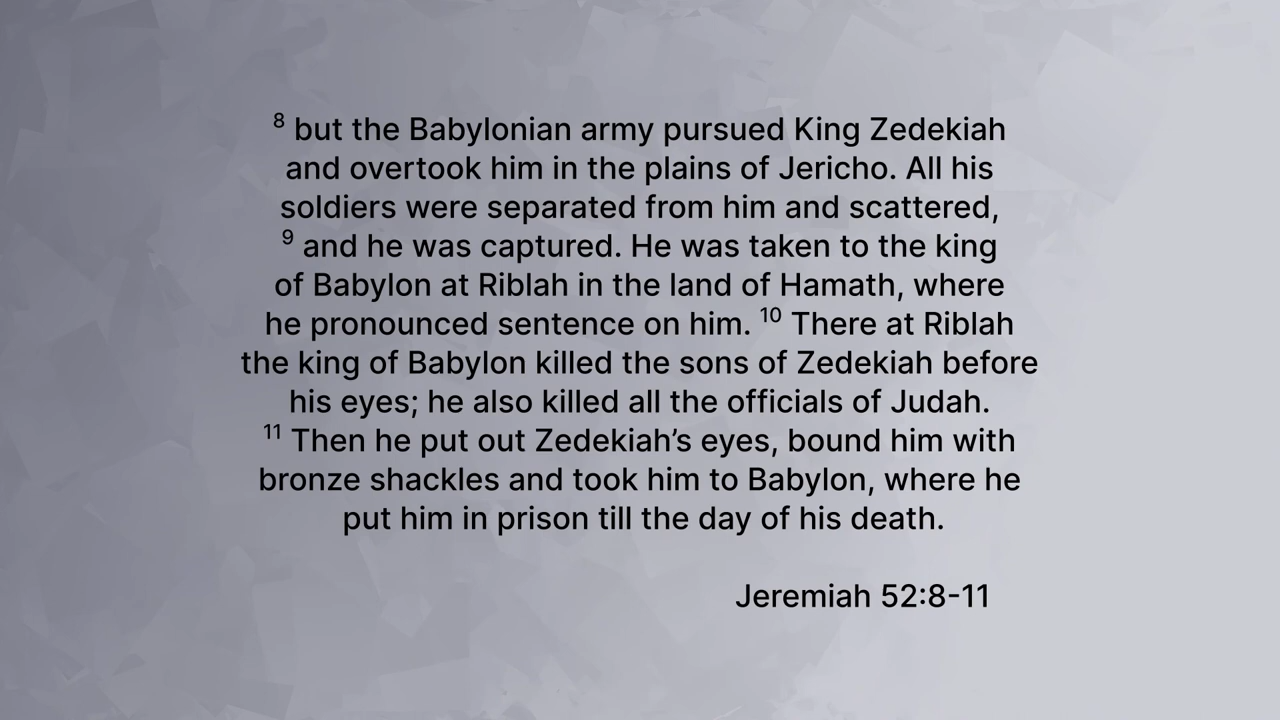 8 but the Babylonian army pursued King Zedekiah
and overtook him in the plains of Jericho. All his
soldiers were separated from him and scattered,
9 and he was captured. He was taken to the king
of Babylon at Riblah in the land of Hamath, where
he pronounced sentence on him. 10 There at Riblah
the king of Babylon killed the sons of Zedekiah before
his eyes; he also killed all the officials of Judah.
11 Then he put out Zedekiah’s eyes, bound him with
bronze shackles and took him to Babylon, where he
put him in prison till the day of his death.
Jeremiah 52:8-11